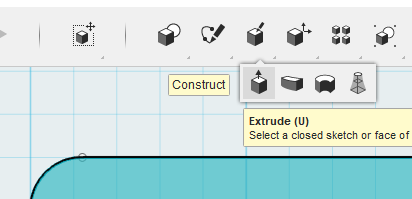 Construct
Extrude (U)
Select a closed sketch or face of